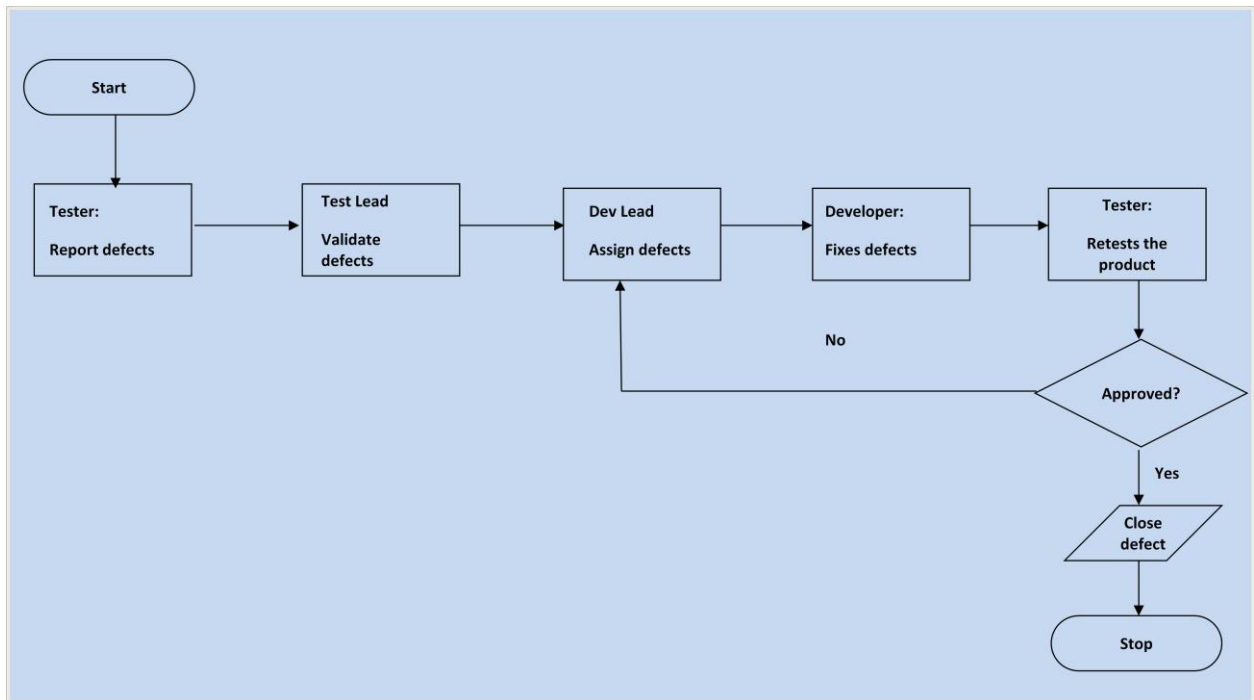 Start
Tester:
Report defects
Test Lead
Validate
defects
Dev Lead
Assign defects
Developer:
Fixes defects
Tester:
Retests the
product
No
Approved?
Yes
Close
defect
Stop